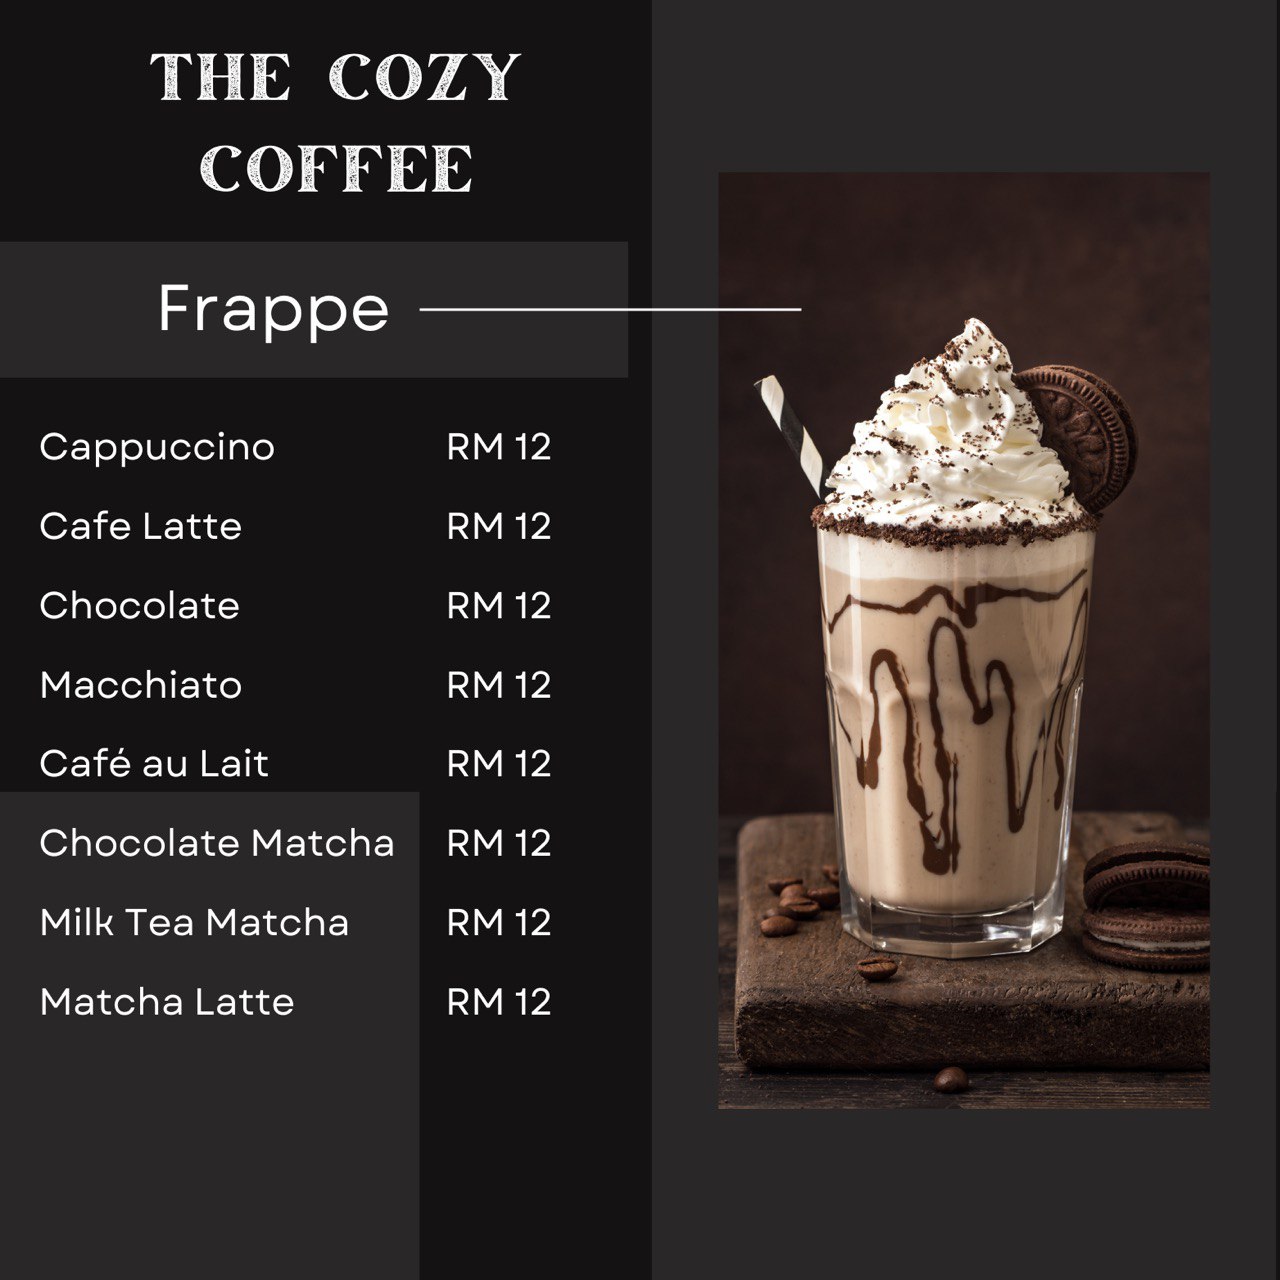 THE COZY
COFFEE
Frappe
Cappuccino RM 12
Cafe Latte RM 12
Chocolate RM 12
Macchiato RM 12
Café au Lait RM 12
Chocolate Matcha RM 12
Milk Tea Matcha RM 12
Matcha Latte RM 12